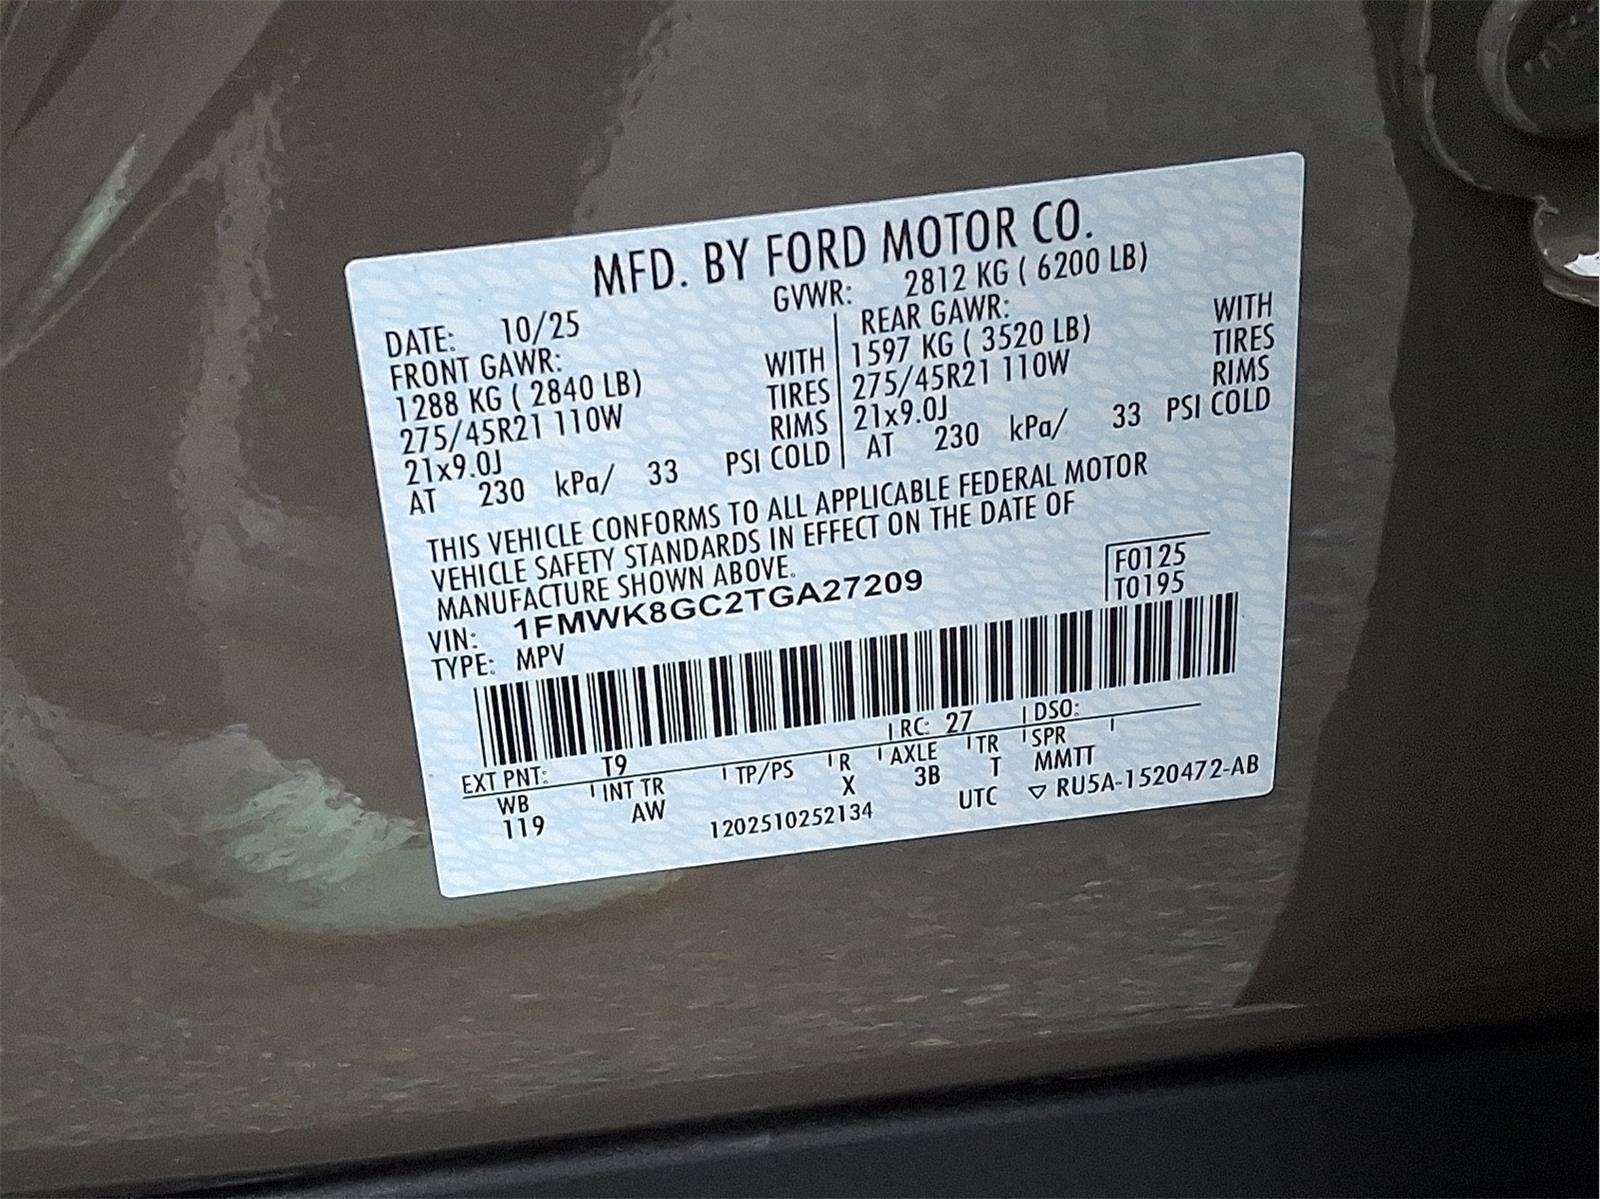 MFD. BY FORD MOTOR CO.
DATE: 10/25 GVWR: 2812 KG ( 6200 LB)
FRONT GAWR: REAR GAWR:
1288 KG ( 2840 LB) WITH 1597 KG ( 3520 LB) WITH
275/45R21 110W TIRES 275/45R21 110W TIRES
21x9.0J RIMS 21x9.0J RIMS
AT 230 kPa/ 33 PSI COLD AT 230 kPa/ 33 PSI COLD
THIS VEHICLE CONFORMS TO ALL APPLICABLE FEDERAL MOTOR
VEHICLE SAFETY STANDARDS IN EFFECT ON THE DATE OF
MANUFACTURE SHOWN ABOVE.
F0125
T0195
VIN: 1FMWK8GC2TGA27209
TYPE: MPV
EXT PNT: T9 RC: 27 DSO:
WB INT TR TP/PS R AXLE TR SPR
119 AW X 3B T MMTT
1202510252134 UTC ▽ RU5A-1520472-AB